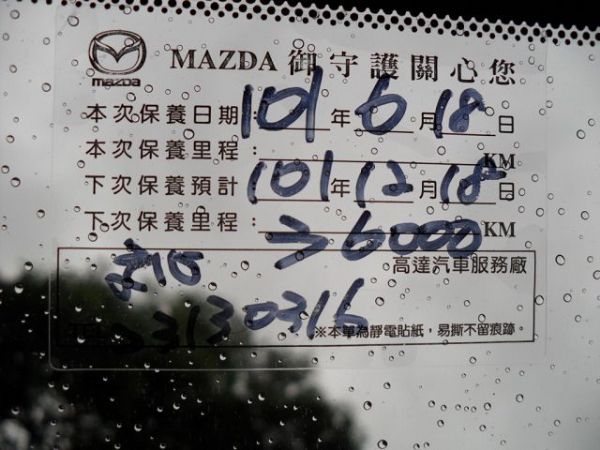 mazda MAZDA 御守護關心您
本次保養日期 101 年 6 月 18 日
本次保養里程： KM
下次保養預計 101 年 12 月 18 日
下次保養里程： 36000 KM
高達汽車服務廠
3130316
※本單為靜電貼紙，易撕不留痕跡。